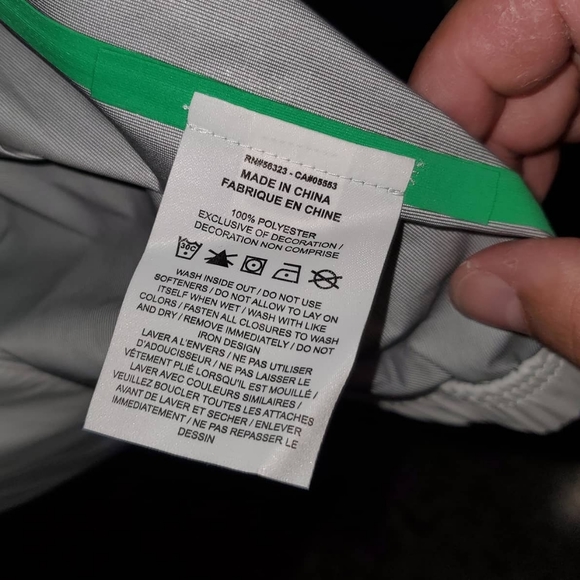 RN#56323 - CA#05553
MADE IN CHINA
FABRIQUE EN CHINE
100% POLYESTER
EXCLUSIVE OF DECORATION /
DECORATION NON COMPRISE
30C
WASH INSIDE OUT / DO NOT USE
SOFTENERS / DO NOT ALLOW TO LAY ON
ITSELF WHEN WET / WASH WITH LIKE
COLORS / FASTEN ALL CLOSURES TO WASH
AND DRY / REMOVE IMMEDIATELY / DO NOT
IRON DESIGN
LAVER A L'ENVERS / NE PAS UTILISER
D'ADOUCISSEUR / NE PAS LAISSER LE
VÊTEMENT PLIÉ LORSQU'IL EST MOUILLÉ /
LAVER AVEC COULEURS SIMILAIRES /
VEUILLEZ BOUCLER TOUTES LES ATTACHES
AVANT DE LAVER ET SECHER / ENLEVER
IMMÉDIATEMENT / NE PAS REPASSER LE
DESSIN